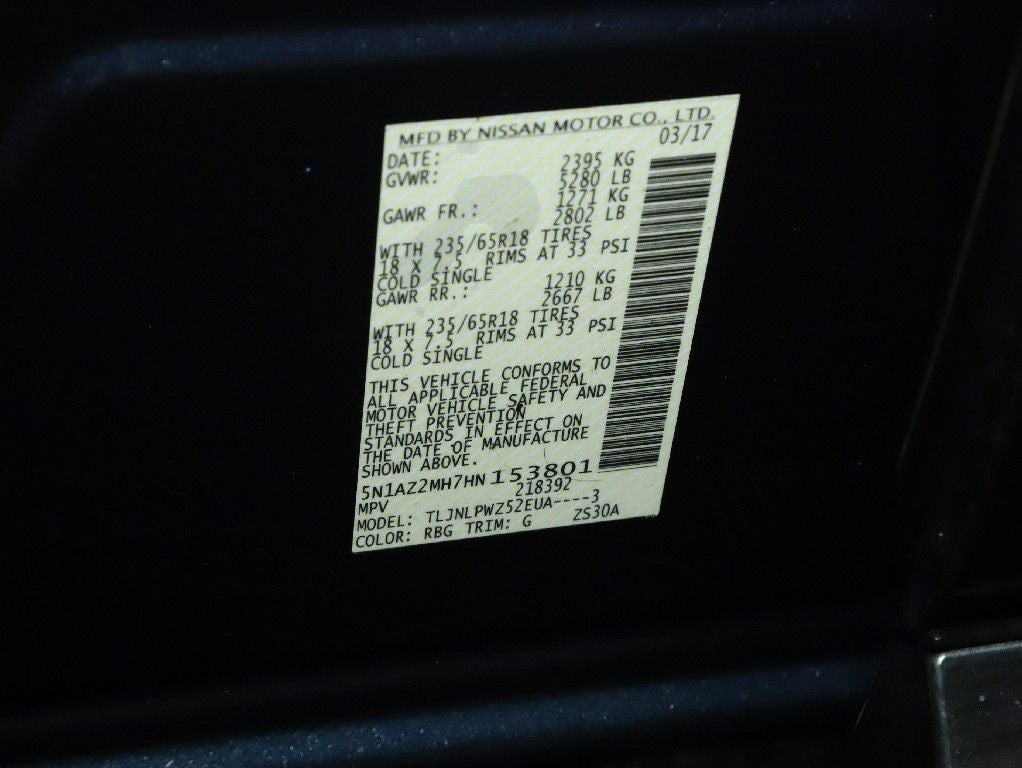 MFD BY NISSAN MOTOR CO., LTD.
DATE: 03/17
GVWR: 2395 KG
5280 LB
GAWR FR.: 1271 KG
2802 LB
WITH 235/65R18 TIRES
18 X 7.5 RIMS AT 33 PSI
COLD SINGLE
GAWR RR.: 1210 KG
2667 LB
WITH 235/65R18 TIRES
18 X 7.5 RIMS AT 33 PSI
COLD SINGLE
THIS VEHICLE CONFORMS TO
ALL APPLICABLE FEDERAL
MOTOR VEHICLE SAFETY AND
THEFT PREVENTION
STANDARDS IN EFFECT ON
THE DATE OF MANUFACTURE
SHOWN ABOVE.
5N1AZ2MH7HN153801
MPV 218392
MODEL: TLJNLPWZ52EUA----3
COLOR: RBG TRIM: G ZS30A